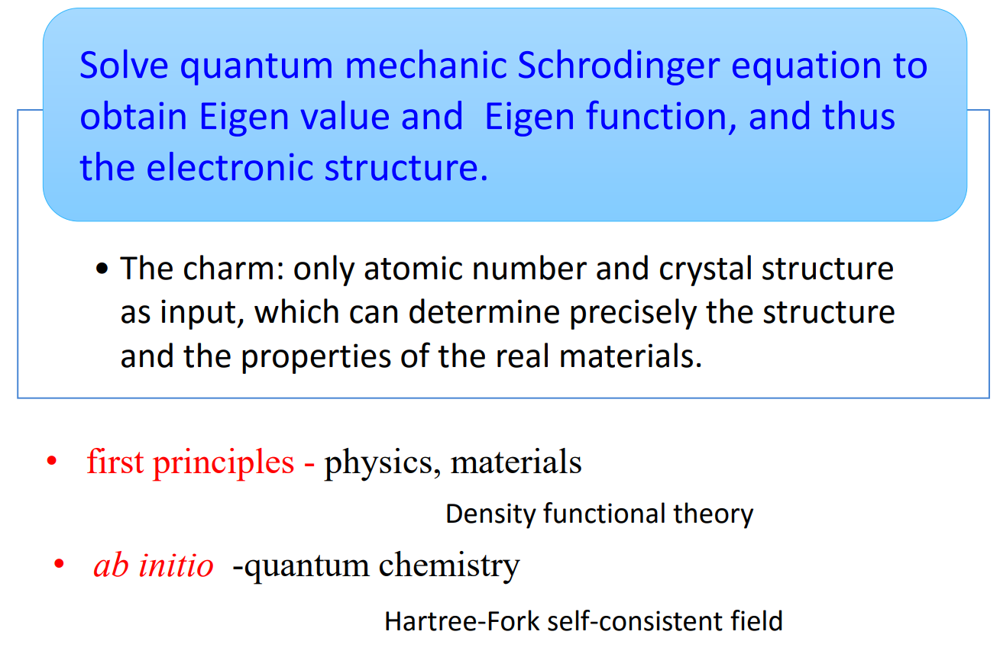 Solve quantum mechanic Schrodinger equation to
obtain Eigen value and  Eigen function, and thus
the electronic structure.
• The charm: only atomic number and crystal structure
as input, which can determine precisely the structure
and the properties of the real materials.
• first principles - physics, materials
Density functional theory
• ab initio  -quantum chemistry
Hartree-Fork self-consistent field